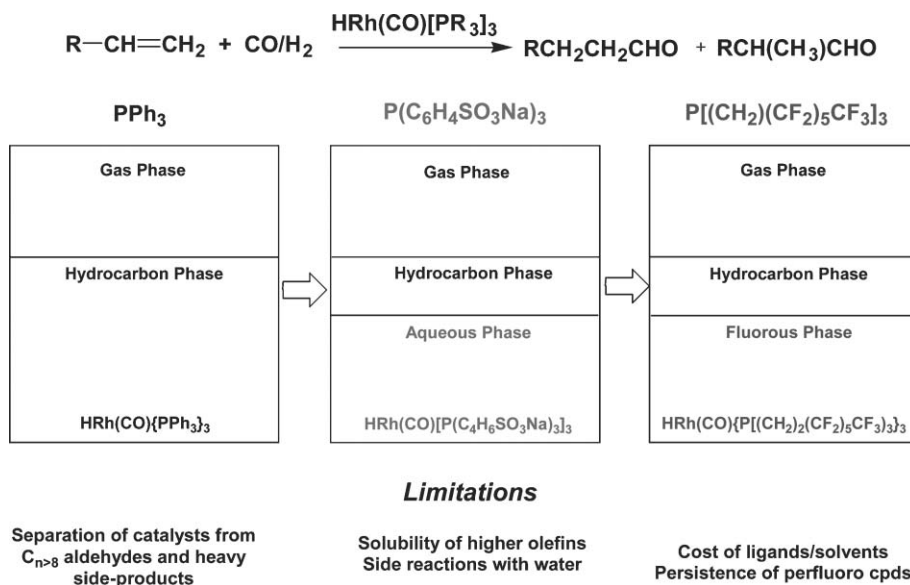 R—CH=CH₂ + CO/H₂ HRh(CO)[PR₃]₃ RCH₂CH₂CHO + RCH(CH₃)CHO
PPh₃ P(C₆H₄SO₃Na)₃ P[(CH₂)(CF₂)₅CF₃]₃
Gas Phase Gas Phase Gas Phase
Hydrocarbon Phase Hydrocarbon Phase Hydrocarbon Phase
Aqueous Phase Fluorous Phase
HRh(CO){PPh₃}₃ HRh(CO)[P(C₄H₆SO₃Na)₃]₃ HRh(CO){P[(CH₂)₂(CF₂)₅CF₃)₃}₃
Limitations
Separation of catalysts from
Cₙ>₈ aldehydes and heavy
side-products
Solubility of higher olefins
Side reactions with water
Cost of ligands/solvents
Persistence of perfluoro cpds